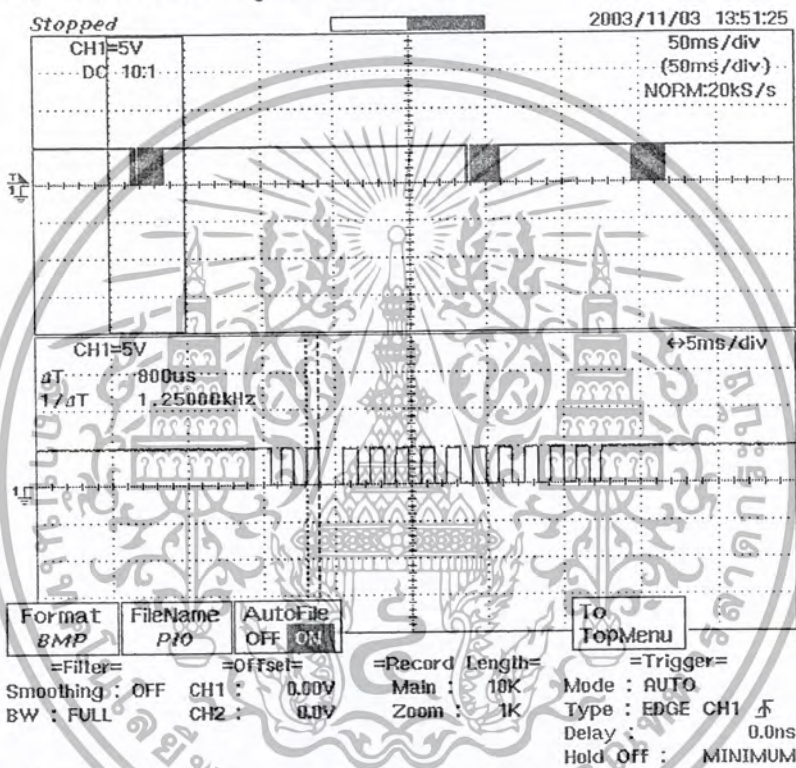 Stopped
2003/11/03 13:51:25
CH1=5V
50ms/div
DC 10:1
(50ms/div)
NORM:20kS/s
CH1=5V
↔5ms/div
ΔT 800us
1/ΔT 1.25000kHz
Format
BMP
FileName
P10
AutoFile
OFF ON
To
TopMenu
=Filter=
=Offset=
=Record Length=
=Trigger=
Smoothing : OFF
CH1 : 0.00V
Main : 10K
Mode : AUTO
BW : FULL
CH2 : 0.0V
Zoom : 1K
Type : EDGE CH1
Delay : 0.0ns
Hold Off : MINIMUM